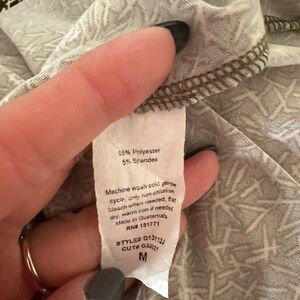 95% Polyester
5% Spandex
Machine wash cold gentle
cycle, only non-chlorine
bleach when needed, flat
dry, warm iron if needed.
Made in Guatemala
RN# 151771
STYLE#
CUT#
M